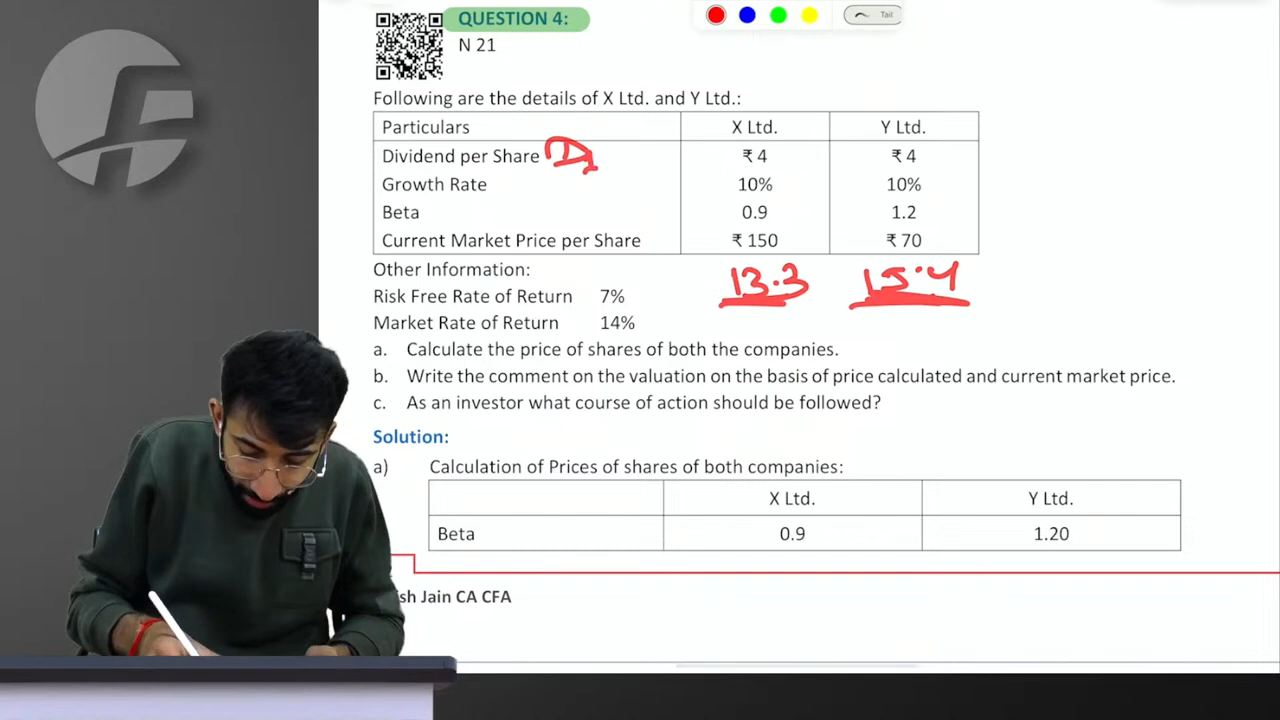 QUESTION 4:
N 21
Tail
Following are the details of X Ltd. and Y Ltd.:
Particulars X Ltd. Y Ltd.
Dividend per Share D1 ₹ 4 ₹ 4
Growth Rate 10% 10%
Beta 0.9 1.2
Current Market Price per Share ₹ 150 ₹ 70
Other Information: 13.3 15.4
Risk Free Rate of Return 7%
Market Rate of Return 14%
a. Calculate the price of shares of both the companies.
b. Write the comment on the valuation on the basis of price calculated and current market price.
c. As an investor what course of action should be followed?
Solution:
a) Calculation of Prices of shares of both companies:
X Ltd. Y Ltd.
Beta 0.9 1.20
sh Jain CA CFA